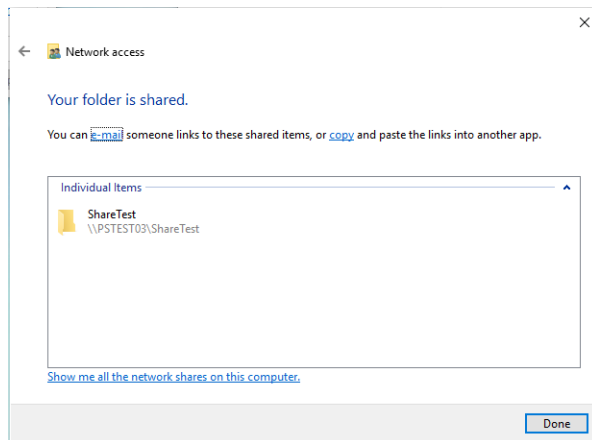 Network access
Your folder is shared.
You can e-mail someone links to these shared items, or copy and paste the links into another app.
Individual Items
ShareTest
\\PSTEST03\ShareTest
Show me all the network shares on this computer.
Done